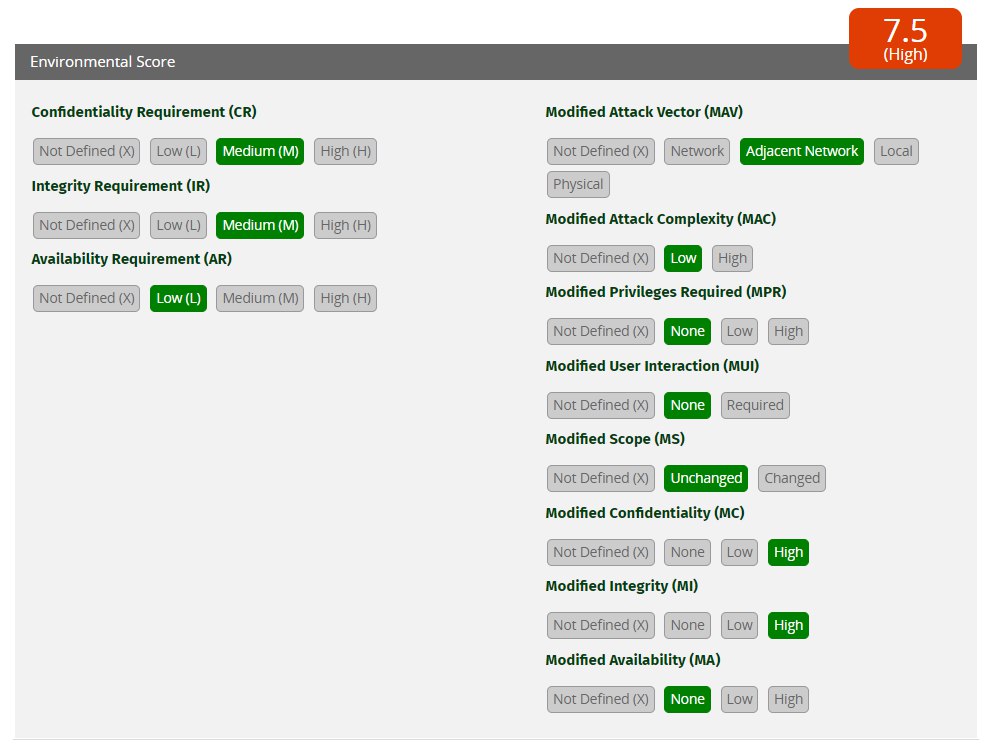 7.5
(High)
Environmental Score
Confidentiality Requirement (CR)
Not Defined (X) Low (L) Medium (M) High (H)
Integrity Requirement (IR)
Not Defined (X) Low (L) Medium (M) High (H)
Availability Requirement (AR)
Not Defined (X) Low (L) Medium (M) High (H)
Modified Attack Vector (MAV)
Not Defined (X) Network Adjacent Network Local
Physical
Modified Attack Complexity (MAC)
Not Defined (X) Low High
Modified Privileges Required (MPR)
Not Defined (X) None Low High
Modified User Interaction (MUI)
Not Defined (X) None Required
Modified Scope (MS)
Not Defined (X) Unchanged Changed
Modified Confidentiality (MC)
Not Defined (X) None Low High
Modified Integrity (MI)
Not Defined (X) None Low High
Modified Availability (MA)
Not Defined (X) None Low High